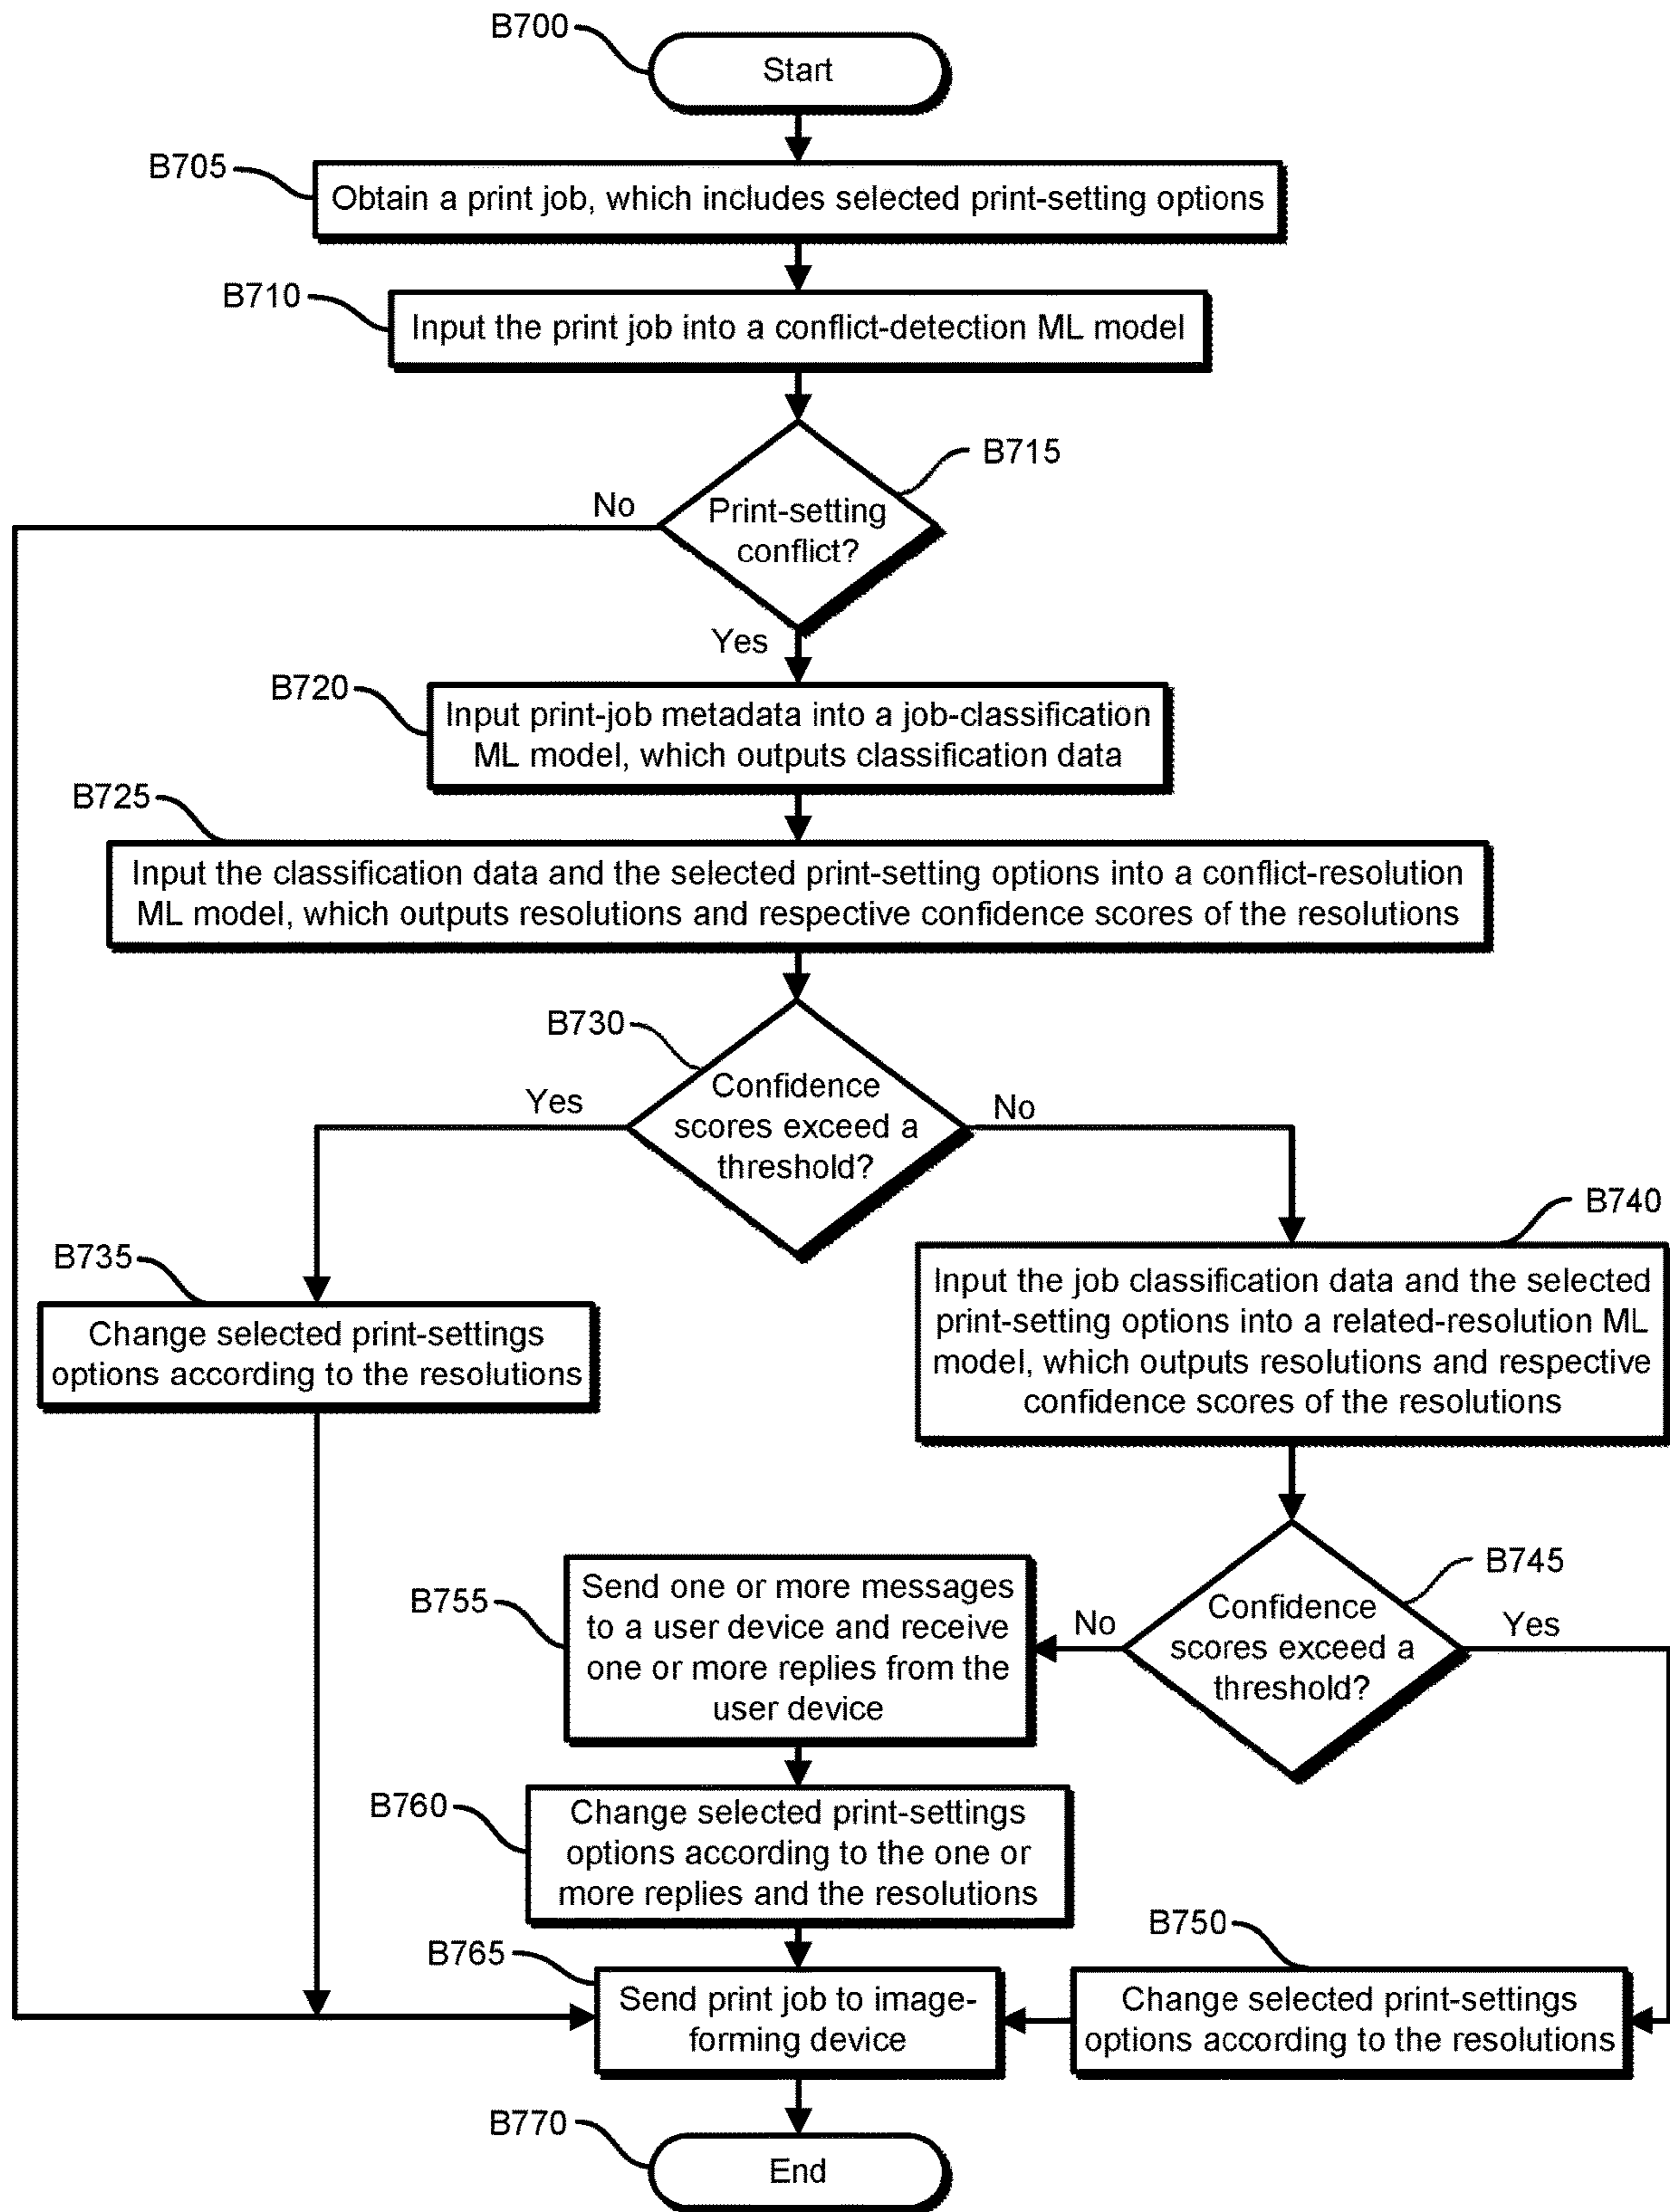 B700
Start
B705
Obtain a print job, which includes selected print-setting options
B710
Input the print job into a conflict-detection ML model
B715
No
Print-setting
conflict?
Yes
B720
Input print-job metadata into a job-classification
ML model, which outputs classification data
B725
Input the classification data and the selected print-setting options into a conflict-resolution
ML model, which outputs resolutions and respective confidence scores of the resolutions
B730
Confidence
scores exceed a
threshold?
Yes
No
B735
Change selected print-settings
options according to the resolutions
B740
Input the job classification data and the selected
print-setting options into a related-resolution ML
model, which outputs resolutions and respective
confidence scores of the resolutions
B745
Confidence
scores exceed a
threshold?
No
Yes
B755
Send one or more messages
to a user device and receive
one or more replies from the
user device
B760
Change selected print-settings
options according to the one or
more replies and the resolutions
B750
Change selected print-settings
options according to the resolutions
B765
Send print job to image-
forming device
B770
End